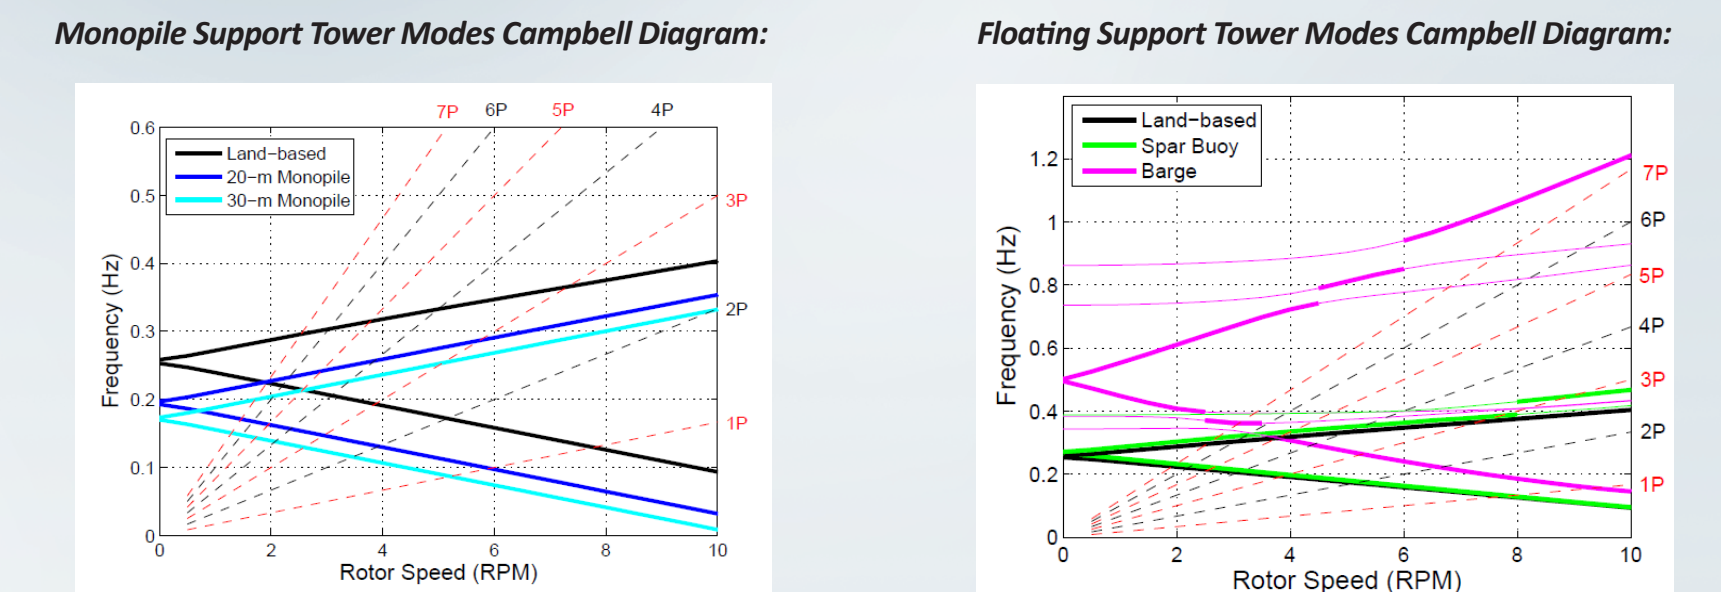 Monopile Support Tower Modes Campbell Diagram:
7P 6P 5P 4P
0.6
Land−based
20−m Monopile
30−m Monopile
0.5
3P
0.4
0.3
2P
0.2
1P
0.1
0
0 2 4 6 8 10
Frequency (Hz)
Rotor Speed (RPM)
Floating Support Tower Modes Campbell Diagram:
Land−based
Spar Buoy
Barge
1.2
7P
1
6P
5P
0.8
4P
0.6
3P
0.4
2P
0.2
1P
0
0 2 4 6 8 10
Frequency (Hz)
Rotor Speed (RPM)